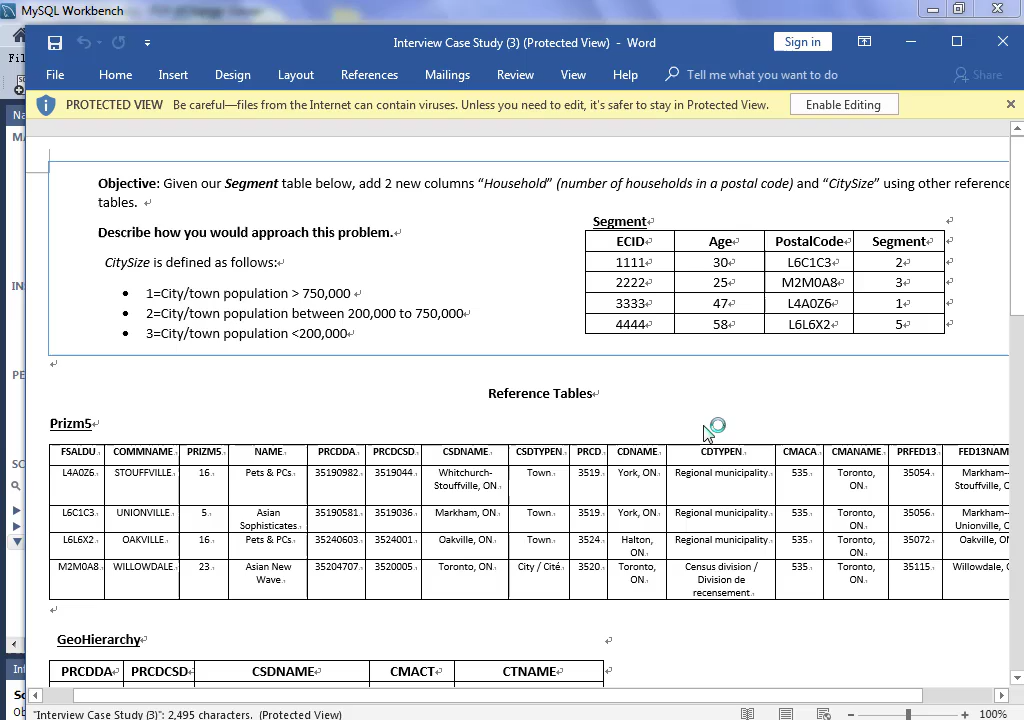 MySQL Workbench
Interview Case Study (3) (Protected View) - Word
Sign in
File Home Insert Design Layout References Mailings Review View Help Tell me what you want to do Share
PROTECTED VIEW Be careful—files from the Internet can contain viruses. Unless you need to edit, it's safer to stay in Protected View. Enable Editing
Objective: Given our Segment table below, add 2 new columns “Household” (number of households in a postal code) and “CitySize” using other reference
tables.
Describe how you would approach this problem.
CitySize is defined as follows:
• 1=City/town population > 750,000
• 2=City/town population between 200,000 to 750,000
• 3=City/town population <200,000
Segment
ECID Age PostalCode Segment
1111 30 L6C1C3 2
2222 25 M2M0A8 3
3333 47 L4A0Z6 1
4444 58 L6L6X2 5
Reference Tables
Prizm5
FSALDU COMMNAME PRIZM5 NAME PRCDDA PRCDCSD CSDNAME CSDTYPEN PRCD CDNAME CDTYPEN CMACA CMANAME PRFED13 FED13NAM
L4A0Z6 STOUFFVILLE 16 Pets & PCs 35190982 3519044 Whitchurch-Stouffville, ON Town 3519 York, ON Regional municipality 535 Toronto, ON 35054 Markham--Stouffville, O
L6C1C3 UNIONVILLE 5 Asian Sophisticates 35190581 3519036 Markham, ON Town 3519 York, ON Regional municipality 535 Toronto, ON 35056 Markham--Unionville, O
L6L6X2 OAKVILLE 16 Pets & PCs 35240603 3524001 Oakville, ON Town 3524 Halton, ON Regional municipality 535 Toronto, ON 35072 Oakville, O
M2M0A8 WILLOWDALE 23 Asian New Wave 35204707 3520005 Toronto, ON City / Cité 3520 Toronto, ON Census division / Division de recensement 535 Toronto, ON 35115 Willowdale, O
GeoHierarchy
PRCDDA PRCDCSD CSDNAME CMACT CTNAME
"Interview Case Study (3)": 2,495 characters. (Protected View)
100%